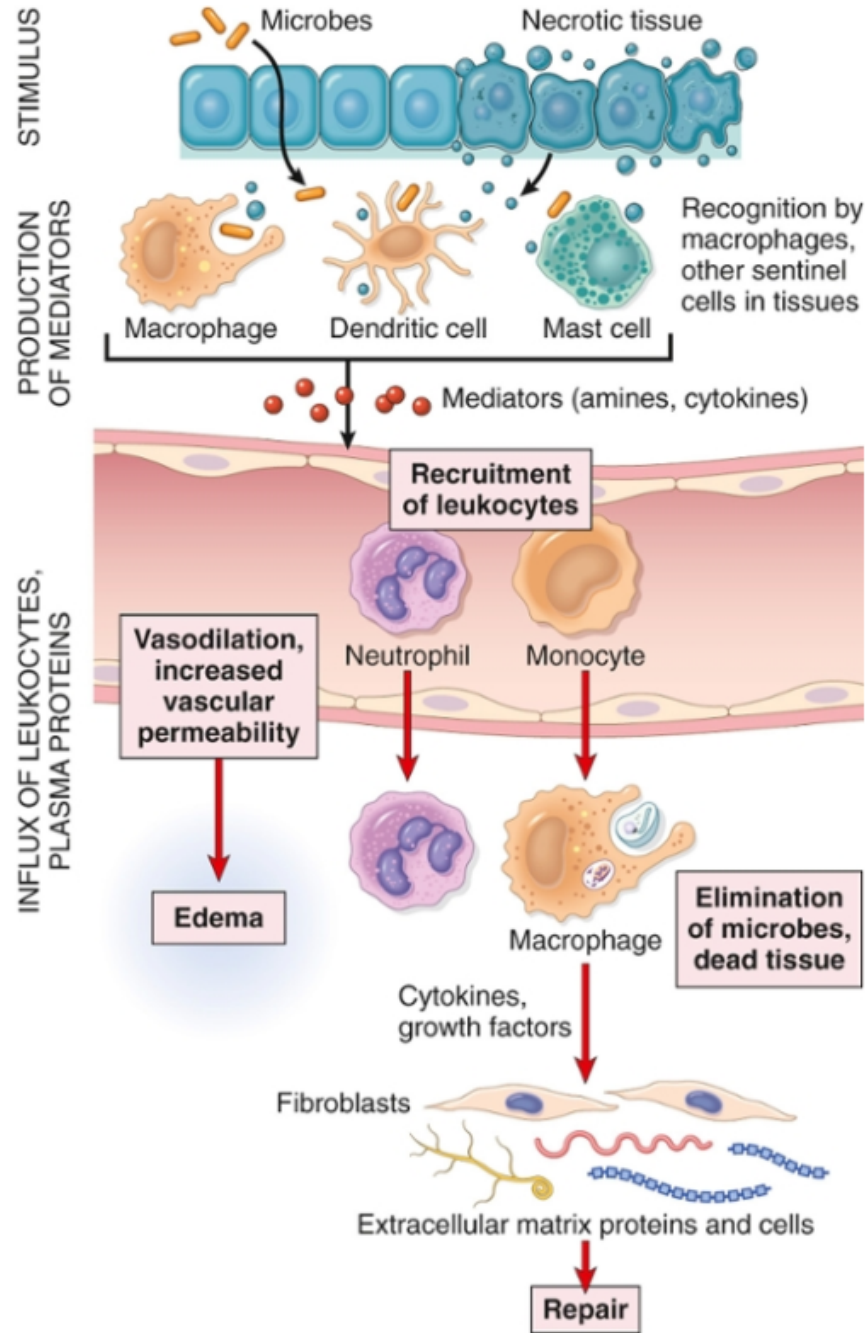 STIMULUS
Microbes
Necrotic tissue
PRODUCTION
OF MEDIATORS
Recognition by
macrophages,
other sentinel
cells in tissues
Macrophage
Dendritic cell
Mast cell
Mediators (amines, cytokines)
INFLUX OF LEUKOCYTES,
PLASMA PROTEINS
Recruitment
of leukocytes
Vasodilation,
increased
vascular
permeability
Neutrophil
Monocyte
Edema
Macrophage
Elimination
of microbes,
dead tissue
Cytokines,
growth factors
Fibroblasts
Extracellular matrix proteins and cells
Repair